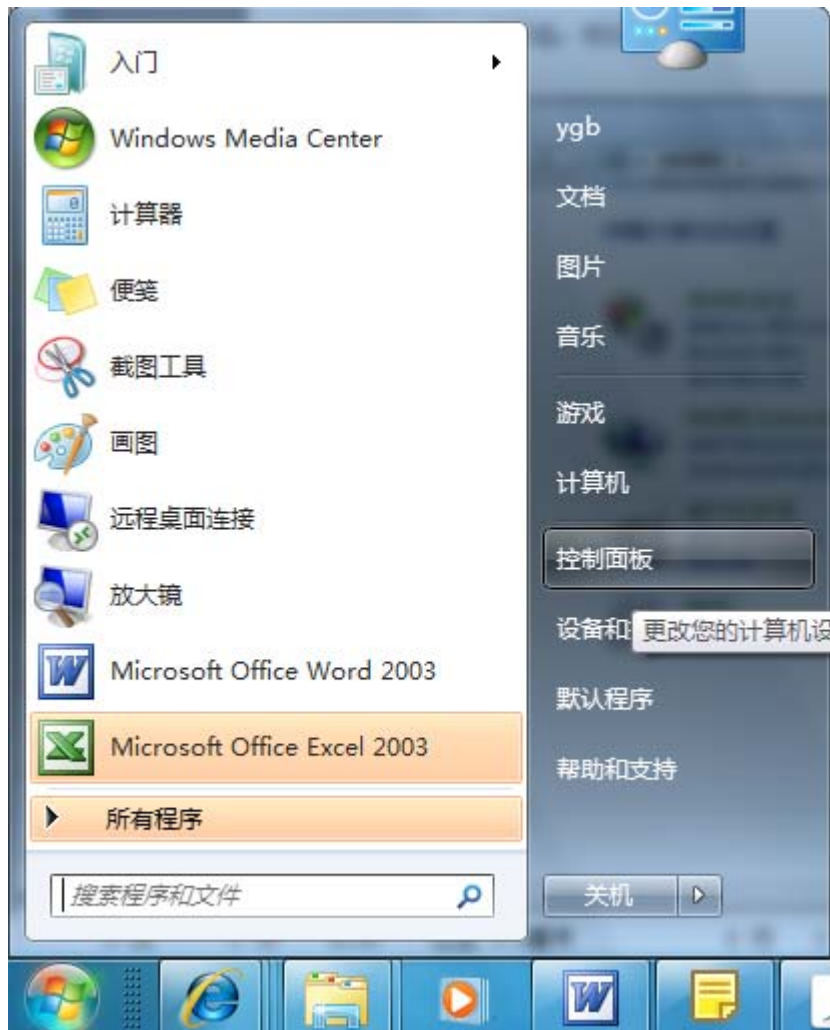 入门
Windows Media Center
计算器
便笺
截图工具
画图
远程桌面连接
放大镜
Microsoft Office Word 2003
Microsoft Office Excel 2003
所有程序
搜索程序和文件
ygb
文档
图片
音乐
游戏
计算机
控制面板
设备和
更改您的计算机设
默认程序
帮助和支持
关机